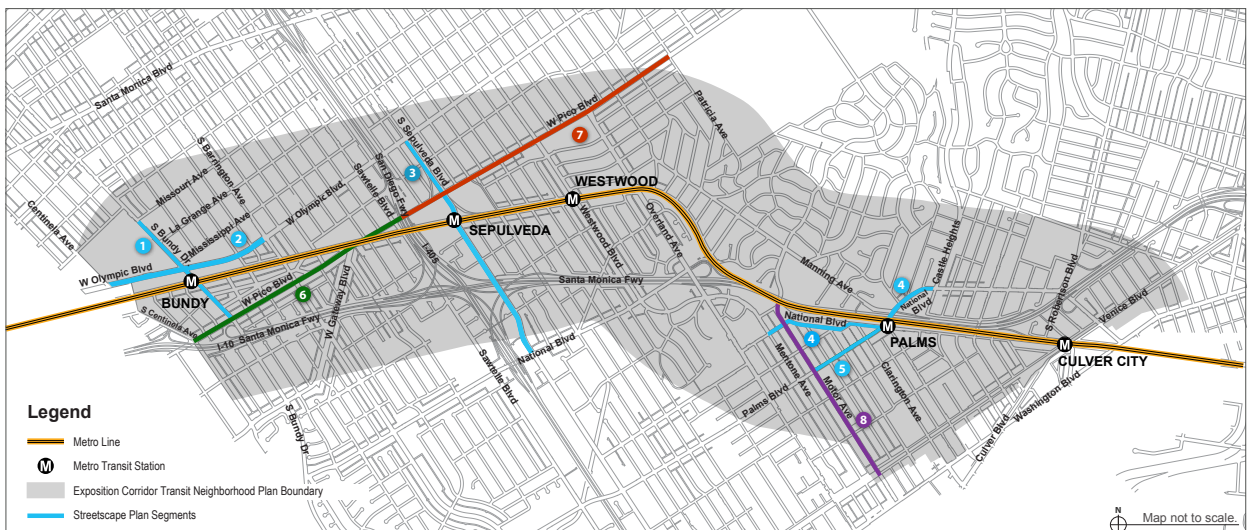 Santa Monica Blvd
S Barrington Ave
Missouri Ave
La Grange Ave
Mississippi Ave
Centinela Ave
S Bundy Dr
1
2
W Olympic Blvd
W Olympic Blvd
M
BUNDY
W Pico Blvd
6
S Centinela Ave
I-10 Santa Monica Fwy
W Gateway Blvd
S Bundy Dr
San Diego Fwy
Sawtelle Blvd
S Sepulveda Blvd
3
I-405
M
SEPULVEDA
W Pico Blvd
7
Patricia Ave
WESTWOOD
M
Westwood Blvd
Overland Ave
Santa Monica Fwy
Sawtelle Blvd
National Blvd
Manning Ave
Castle Heights
4
National
Blvd
National Blvd
4
M
PALMS
5
Mentone Ave
Motor Ave
Clarington Ave
Palms Blvd
8
S Robertson Blvd
Venice Blvd
M
CULVER CITY
Culver Blvd
Washington Blvd
Legend
Metro Line
M Metro Transit Station
Exposition Corridor Transit Neighborhood Plan Boundary
Streetscape Plan Segments
N
Map not to scale.